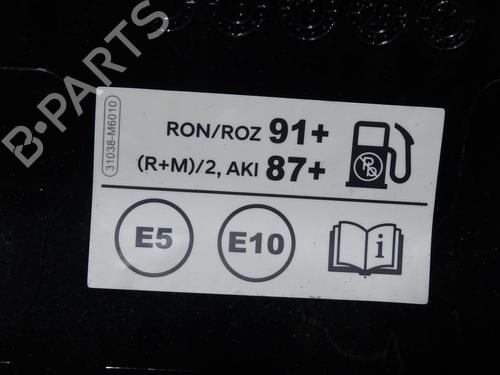 B-PARTS
31038-M6010
RON/ROZ 91+
(R+M)/2, AKI 87+
Pb
E5
E10
i